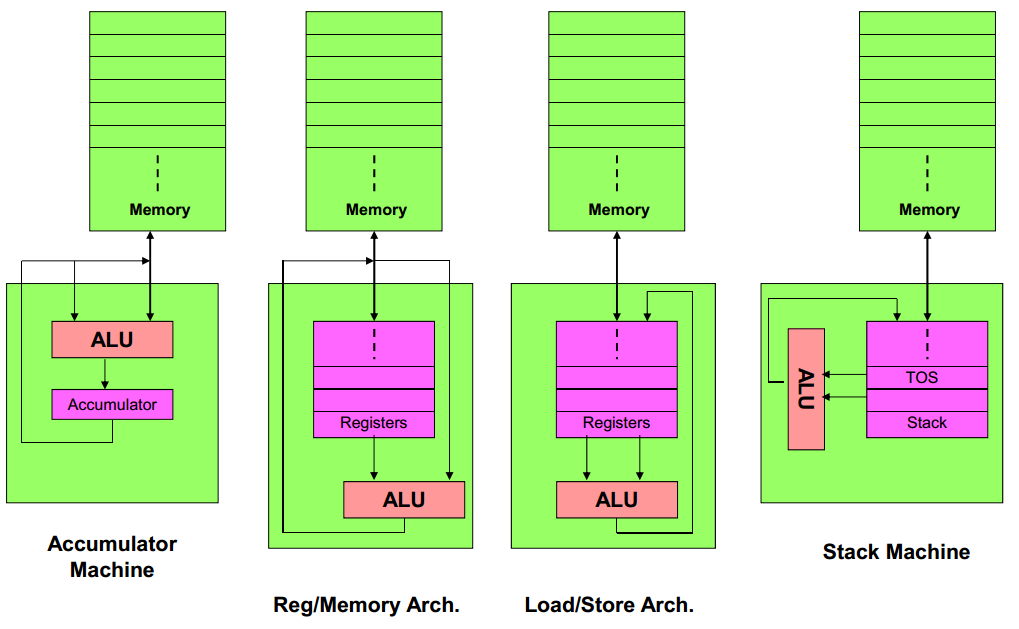 Memory
Memory
Memory
Memory
ALU
Accumulator
Registers
ALU
Registers
ALU
ALU
TOS
Stack
Accumulator
Machine
Reg/Memory Arch.
Load/Store Arch.
Stack Machine